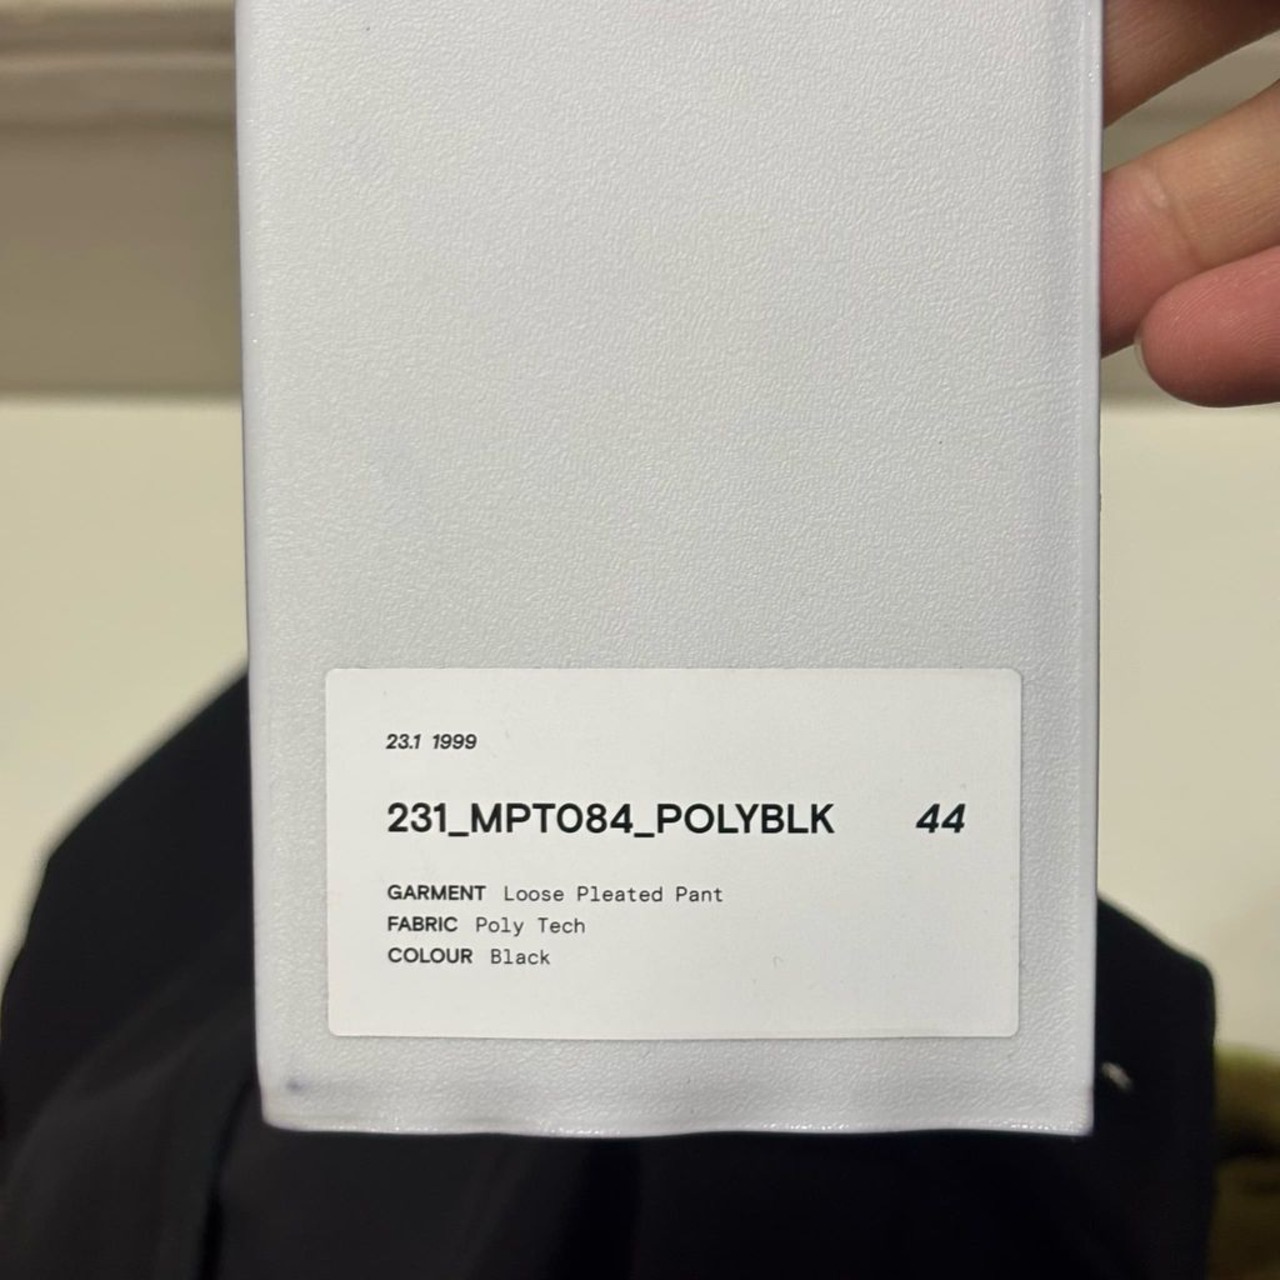 23.1 1999
231_MPT084_POLYBLK 44
GARMENT Loose Pleated Pant
FABRIC Poly Tech
COLOUR Black